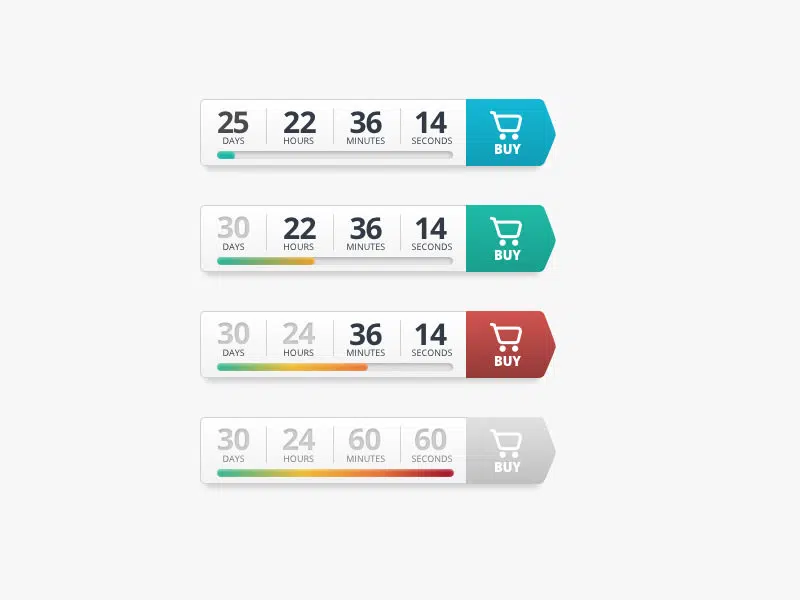 25 22 36 14
DAYS HOURS MINUTES SECONDS
BUY
30 22 36 14
DAYS HOURS MINUTES SECONDS
BUY
30 24 36 14
DAYS HOURS MINUTES SECONDS
BUY
30 24 60 60
DAYS HOURS MINUTES SECONDS
BUY